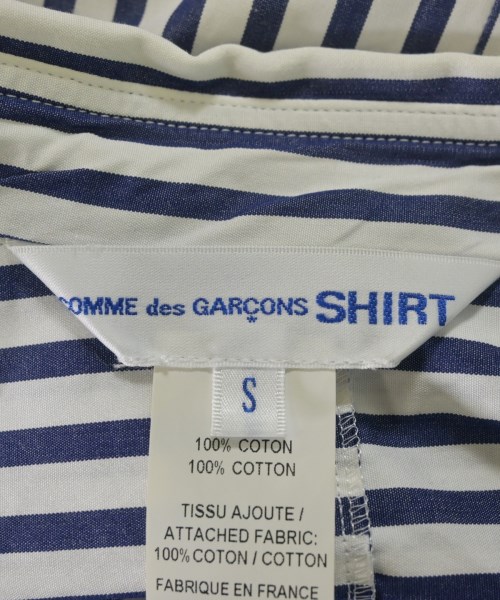 COMME des GARÇONS SHIRT
*
S
100% COTON
100% COTTON
TISSU AJOUTE /
ATTACHED FABRIC:
100% COTON / COTTON
FABRIQUE EN FRANCE